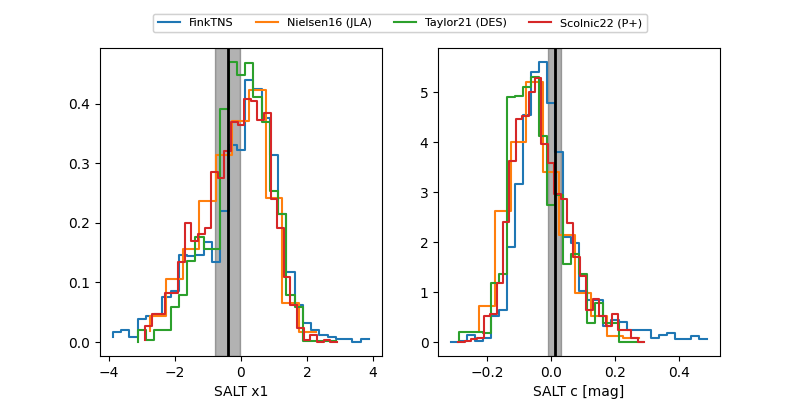 FinkTNS Nielsen16 (JLA) Taylor21 (DES) Scolnic22 (P+)
0.4
0.3
0.2
0.1
0.0
−4 −2 0 2 4
SALT x1
5
4
3
2
1
0
−0.2 0.0 0.2 0.4
SALT c [mag]